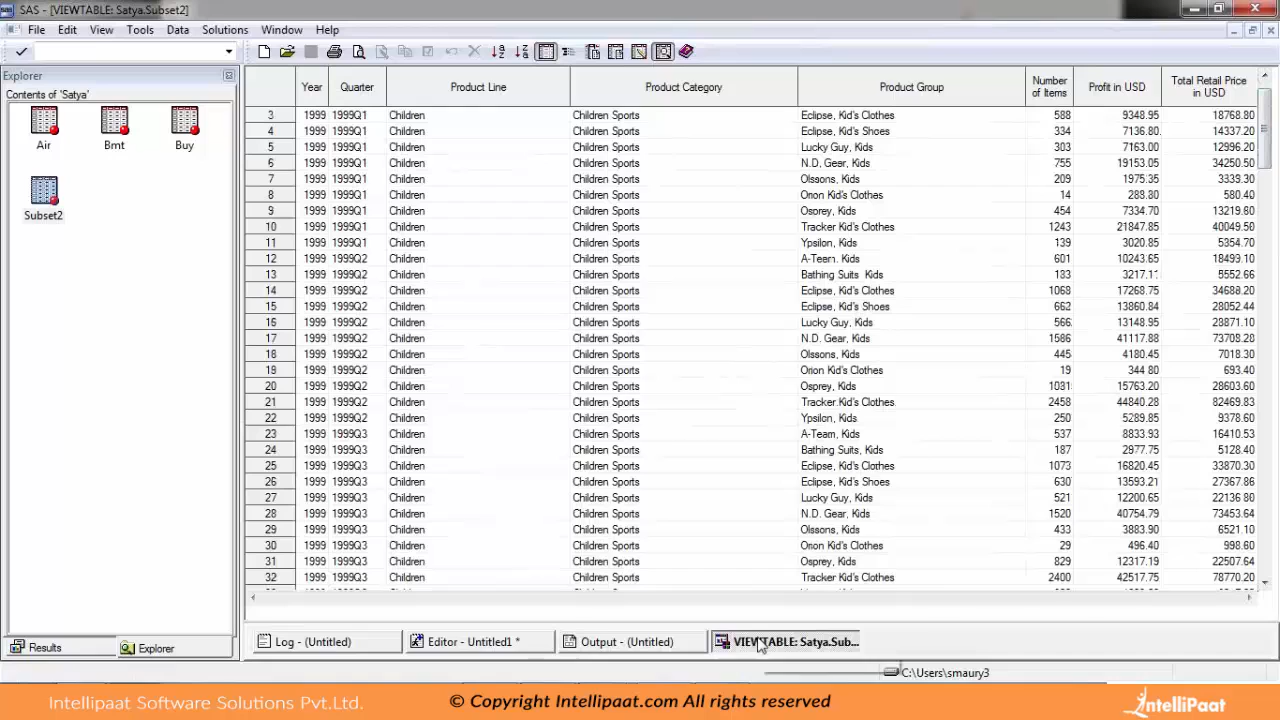 SAS - [VIEWTABLE: Satya.Subset2]
File Edit View Tools Data Solutions Window Help
Explorer
Contents of 'Satya'
Air Bmt Buy
Subset2
Year Quarter Product Line Product Category Product Group Number of Items Profit in USD Total Retail Price in USD
3 1999 1999Q1 Children Children Sports Eclipse, Kid's Clothes 588 9348.95 18768.80
4 1999 1999Q1 Children Children Sports Eclipse, Kid's Shoes 334 7136.80 14337.20
5 1999 1999Q1 Children Children Sports Lucky Guy, Kids 303 7163.00 12996.20
6 1999 1999Q1 Children Children Sports N.D. Gear, Kids 755 19153.05 34250.50
7 1999 1999Q1 Children Children Sports Olssons, Kids 209 1975.35 3339.30
8 1999 1999Q1 Children Children Sports Orion Kid's Clothes 14 288.80 580.40
9 1999 1999Q1 Children Children Sports Osprey, Kids 454 7334.70 13219.60
10 1999 1999Q1 Children Children Sports Tracker Kid's Clothes 1243 21847.85 40049.50
11 1999 1999Q1 Children Children Sports Ypsilon, Kids 139 3020.85 5354.70
12 1999 1999Q2 Children Children Sports A-Team, Kids 601 10243.65 18499.10
13 1999 1999Q2 Children Children Sports Bathing Suits, Kids 183 5552.66
14 1999 1999Q2 Children Children Sports Eclipse, Kid's Clothes 1068 17268.75 34688.20
15 1999 1999Q2 Children Children Sports Eclipse, Kid's Shoes 662 13860.84 28052.44
16 1999 1999Q2 Children Children Sports Lucky Guy, Kids 566 13148.95 28871.10
17 1999 1999Q2 Children Children Sports N.D. Gear, Kids 1586 41117.88 73708.28
18 1999 1999Q2 Children Children Sports Olssons, Kids 445 4180.45 7018.30
19 1999 1999Q2 Children Children Sports Orion Kid's Clothes 19 344.80 693.40
20 1999 1999Q2 Children Children Sports Osprey, Kids 1031 15763.20 28603.60
21 1999 1999Q2 Children Children Sports Tracker Kid's Clothes 2458 44840.28 82469.83
22 1999 1999Q2 Children Children Sports Ypsilon, Kids 250 5289.85 9378.60
23 1999 1999Q3 Children Children Sports A-Team, Kids 537 8833.93 16410.53
24 1999 1999Q3 Children Children Sports Bathing Suits, Kids 187 2977.75 5128.40
25 1999 1999Q3 Children Children Sports Eclipse, Kid's Clothes 1073 16820.45 33870.30
26 1999 1999Q3 Children Children Sports Eclipse, Kid's Shoes 630 13593.21 27367.86
27 1999 1999Q3 Children Children Sports Lucky Guy, Kids 521 12200.65 22136.80
28 1999 1999Q3 Children Children Sports N.D. Gear, Kids 1520 40754.79 73453.64
29 1999 1999Q3 Children Children Sports Olssons, Kids 433 3883.90 6521.10
30 1999 1999Q3 Children Children Sports Orion Kid's Clothes 29 496.40 998.60
31 1999 1999Q3 Children Children Sports Osprey, Kids 829 12317.19 22507.64
32 1999 1999Q3 Children Children Sports Tracker Kid's Clothes 2400 42517.75 78770.20
Results Explorer
Log - (Untitled) Editor - Untitled1 * Output - (Untitled) VIEWTABLE: Satya.Sub...
C:\Users\smaury3
Intellipaat Software Solutions Pvt.Ltd. © Copyright Intellipaat.com All rights reserved IntelliPaat